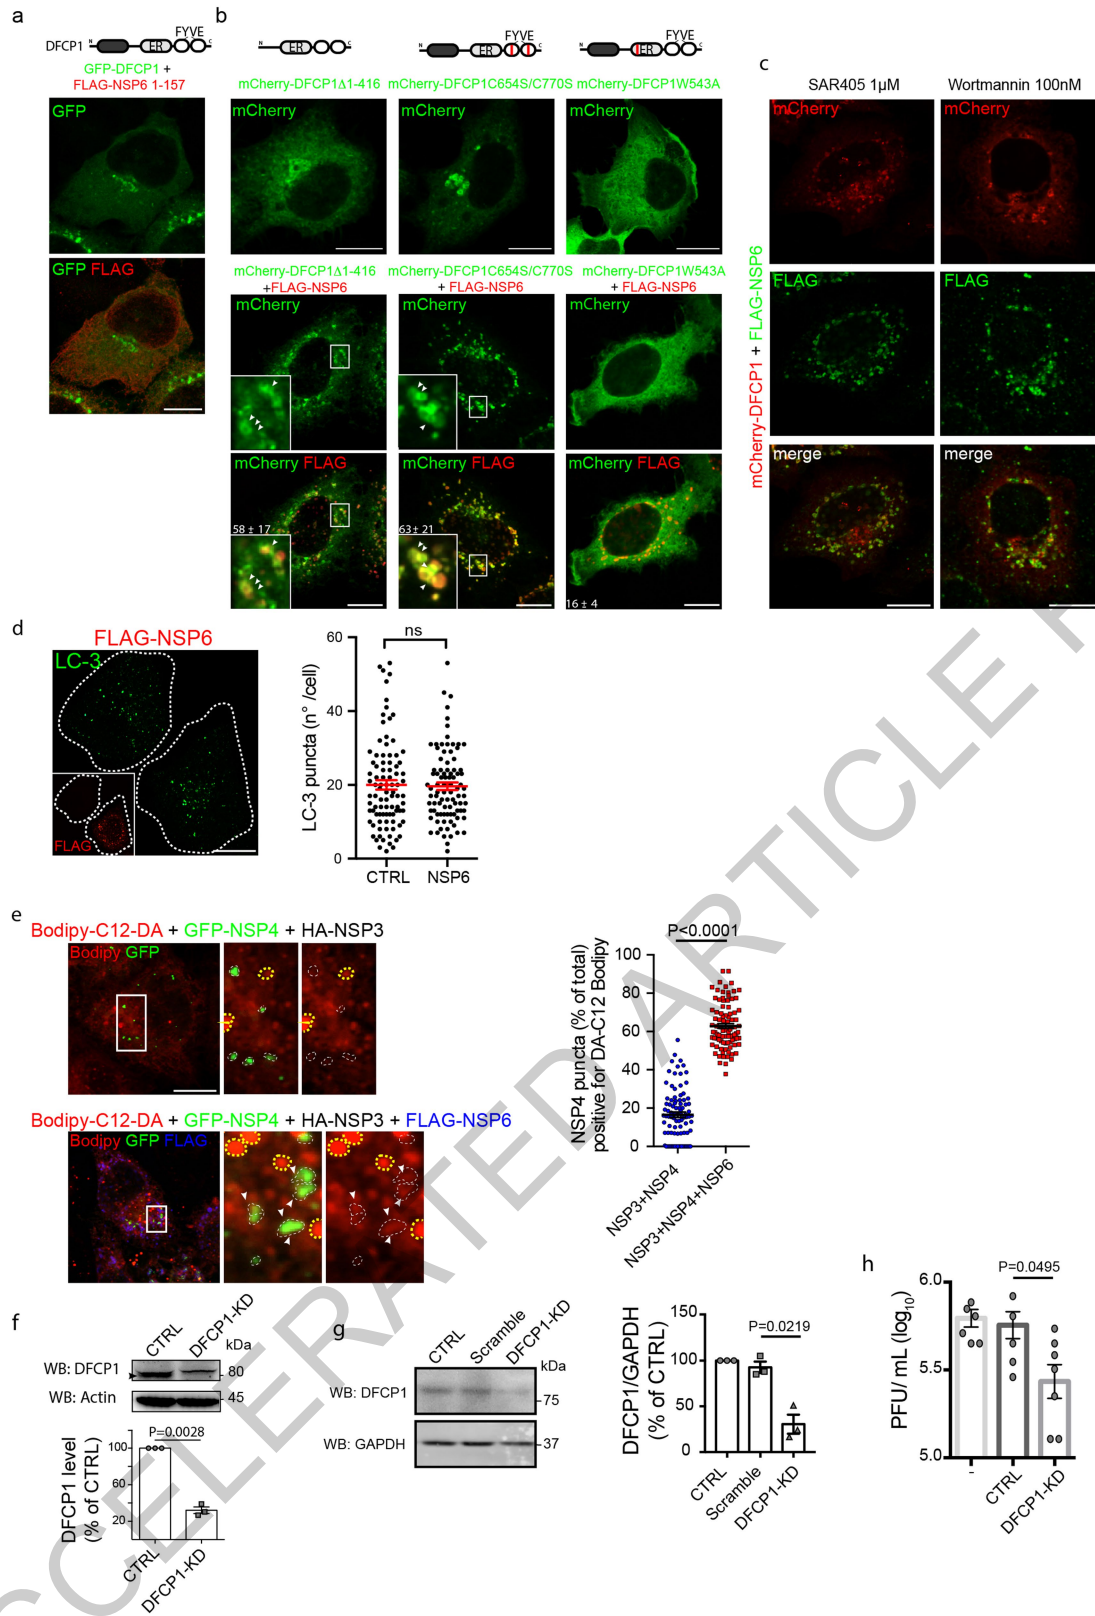 a
DFCP1
N
ER
FYVE
C
GFP-DFCP1 +
FLAG-NSP6 1-157
GFP
GFP FLAG
b
N
ER
C
mCherry-DFCP1Δ1-416
mCherry
N
ER
FYVE
C
mCherry-DFCP1C654S/C770S
mCherry
N
ER
FYVE
C
mCherry-DFCP1W543A
mCherry
mCherry-DFCP1Δ1-416
+FLAG-NSP6
mCherry
mCherry-DFCP1C654S/C770S
+ FLAG-NSP6
mCherry
mCherry-DFCP1W543A
+ FLAG-NSP6
mCherry
mCherry FLAG
58± 17
mCherry FLAG
63± 21
mCherry FLAG
16 ± 4
c
SAR405 1µM
Wortmannin 100nM
mCherry-DFCP1 + FLAG-NSP6
mCherry
mCherry
FLAG
FLAG
merge
merge
d
FLAG-NSP6
LC-3
FLAG
LC-3 puncta (n° /cell)
60
40
20
0
ns
CTRL
NSP6
e
Bodipy-C12-DA + GFP-NSP4 + HA-NSP3
Bodipy GFP
Bodipy-C12-DA + GFP-NSP4 + HA-NSP3 + FLAG-NSP6
Bodipy GFP FLAG
NSP4 puncta (% of total)
positive for DA-C12 Bodipy
P<0.0001
100
80
60
40
20
0
NSP3+NSP4
NSP3+NSP4+NSP6
f
CTRL
DFCP1-KD
kDa
WB: DFCP1
80
WB: Actin
45
DFCP1 level
(% of CTRL)
P=0.0028
100
60
20
CTRL
DFCP1-KD
g
CTRL
Scramble
DFCP1-KD
kDa
WB: DFCP1
75
WB: GAPDH
37
DFCP1/GAPDH
(% of CTRL)
150
100
50
0
P=0.0219
CTRL
Scramble
DFCP1-KD
h
PFU/ mL (log10)
6.0
5.5
5.0
P=0.0495
-
CTRL
DFCP1-KD
CCELERATED ARTICLE